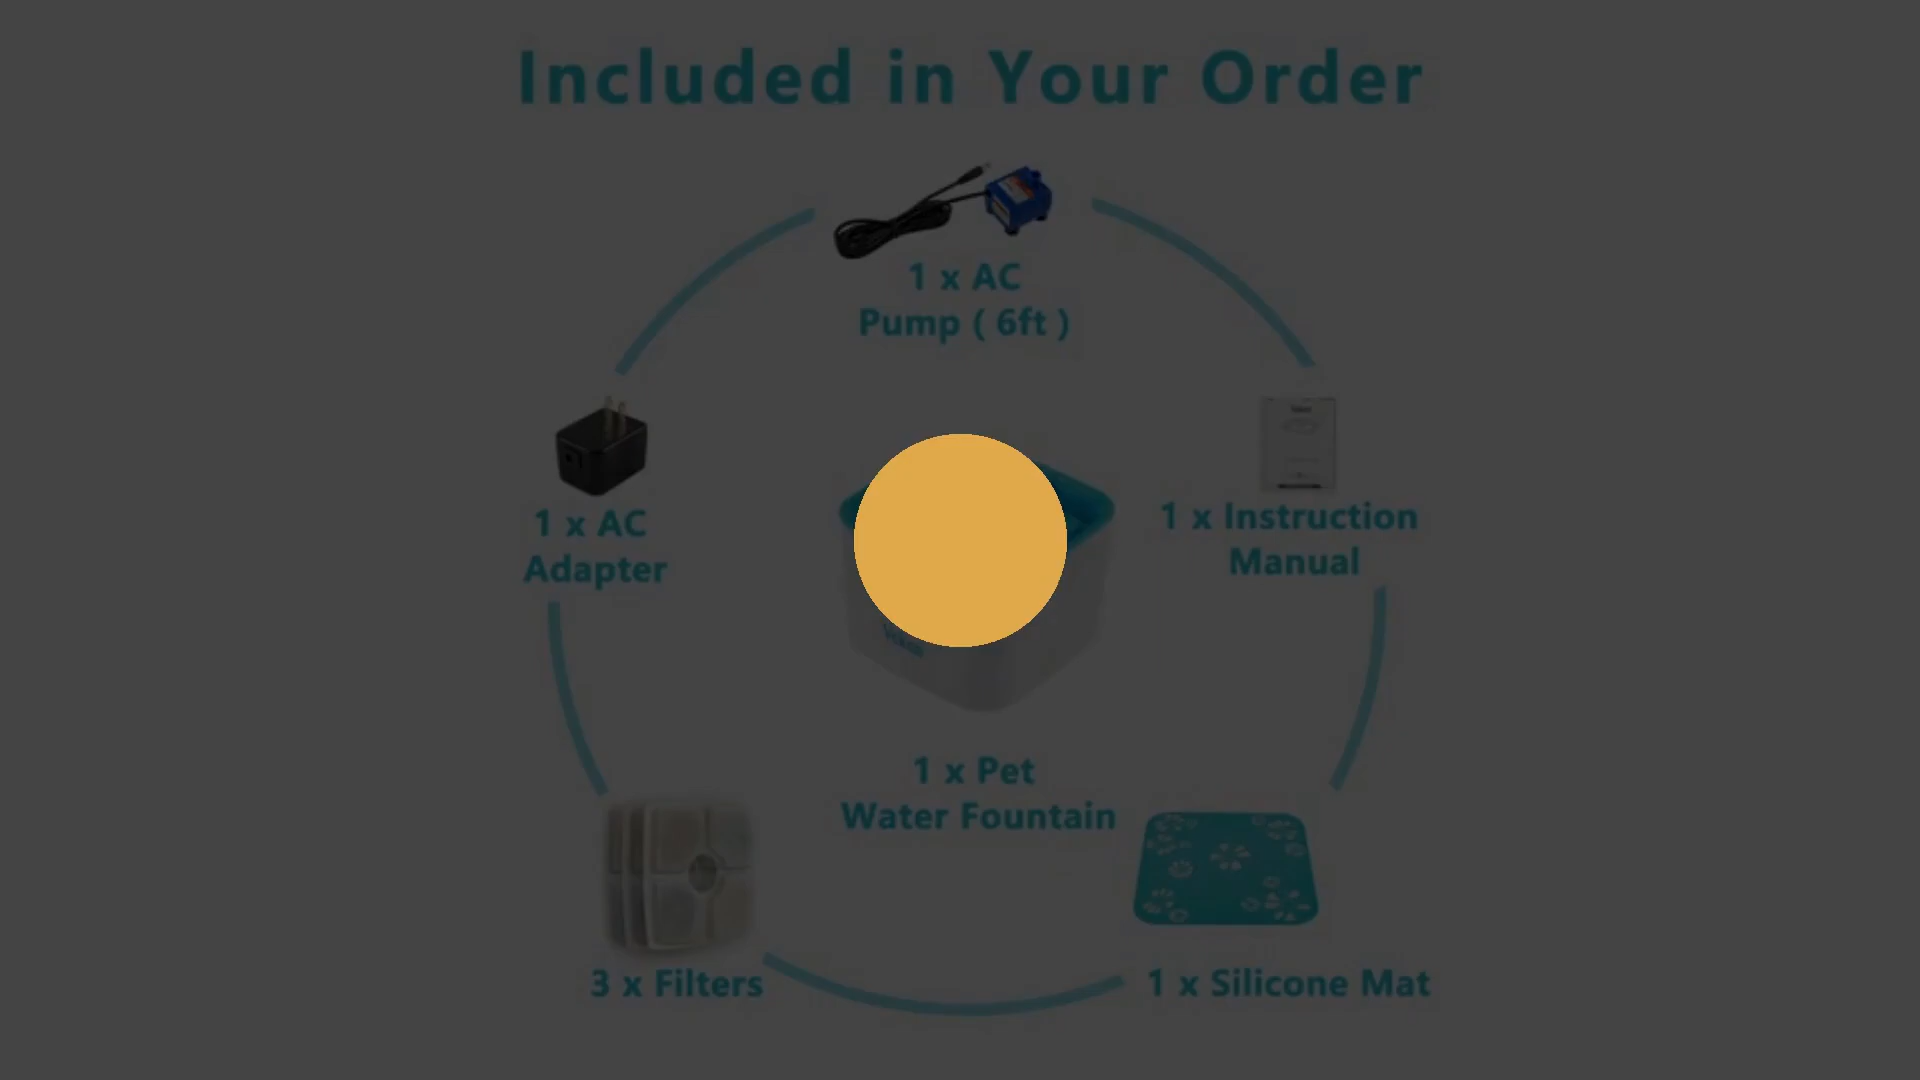 Included in Your Order
1 x AC
Pump ( 6ft )
1 x AC
Adapter
1 x Instruction
Manual
1 x Pet
Water Fountain
3 x Filters
1 x Silicone Mat